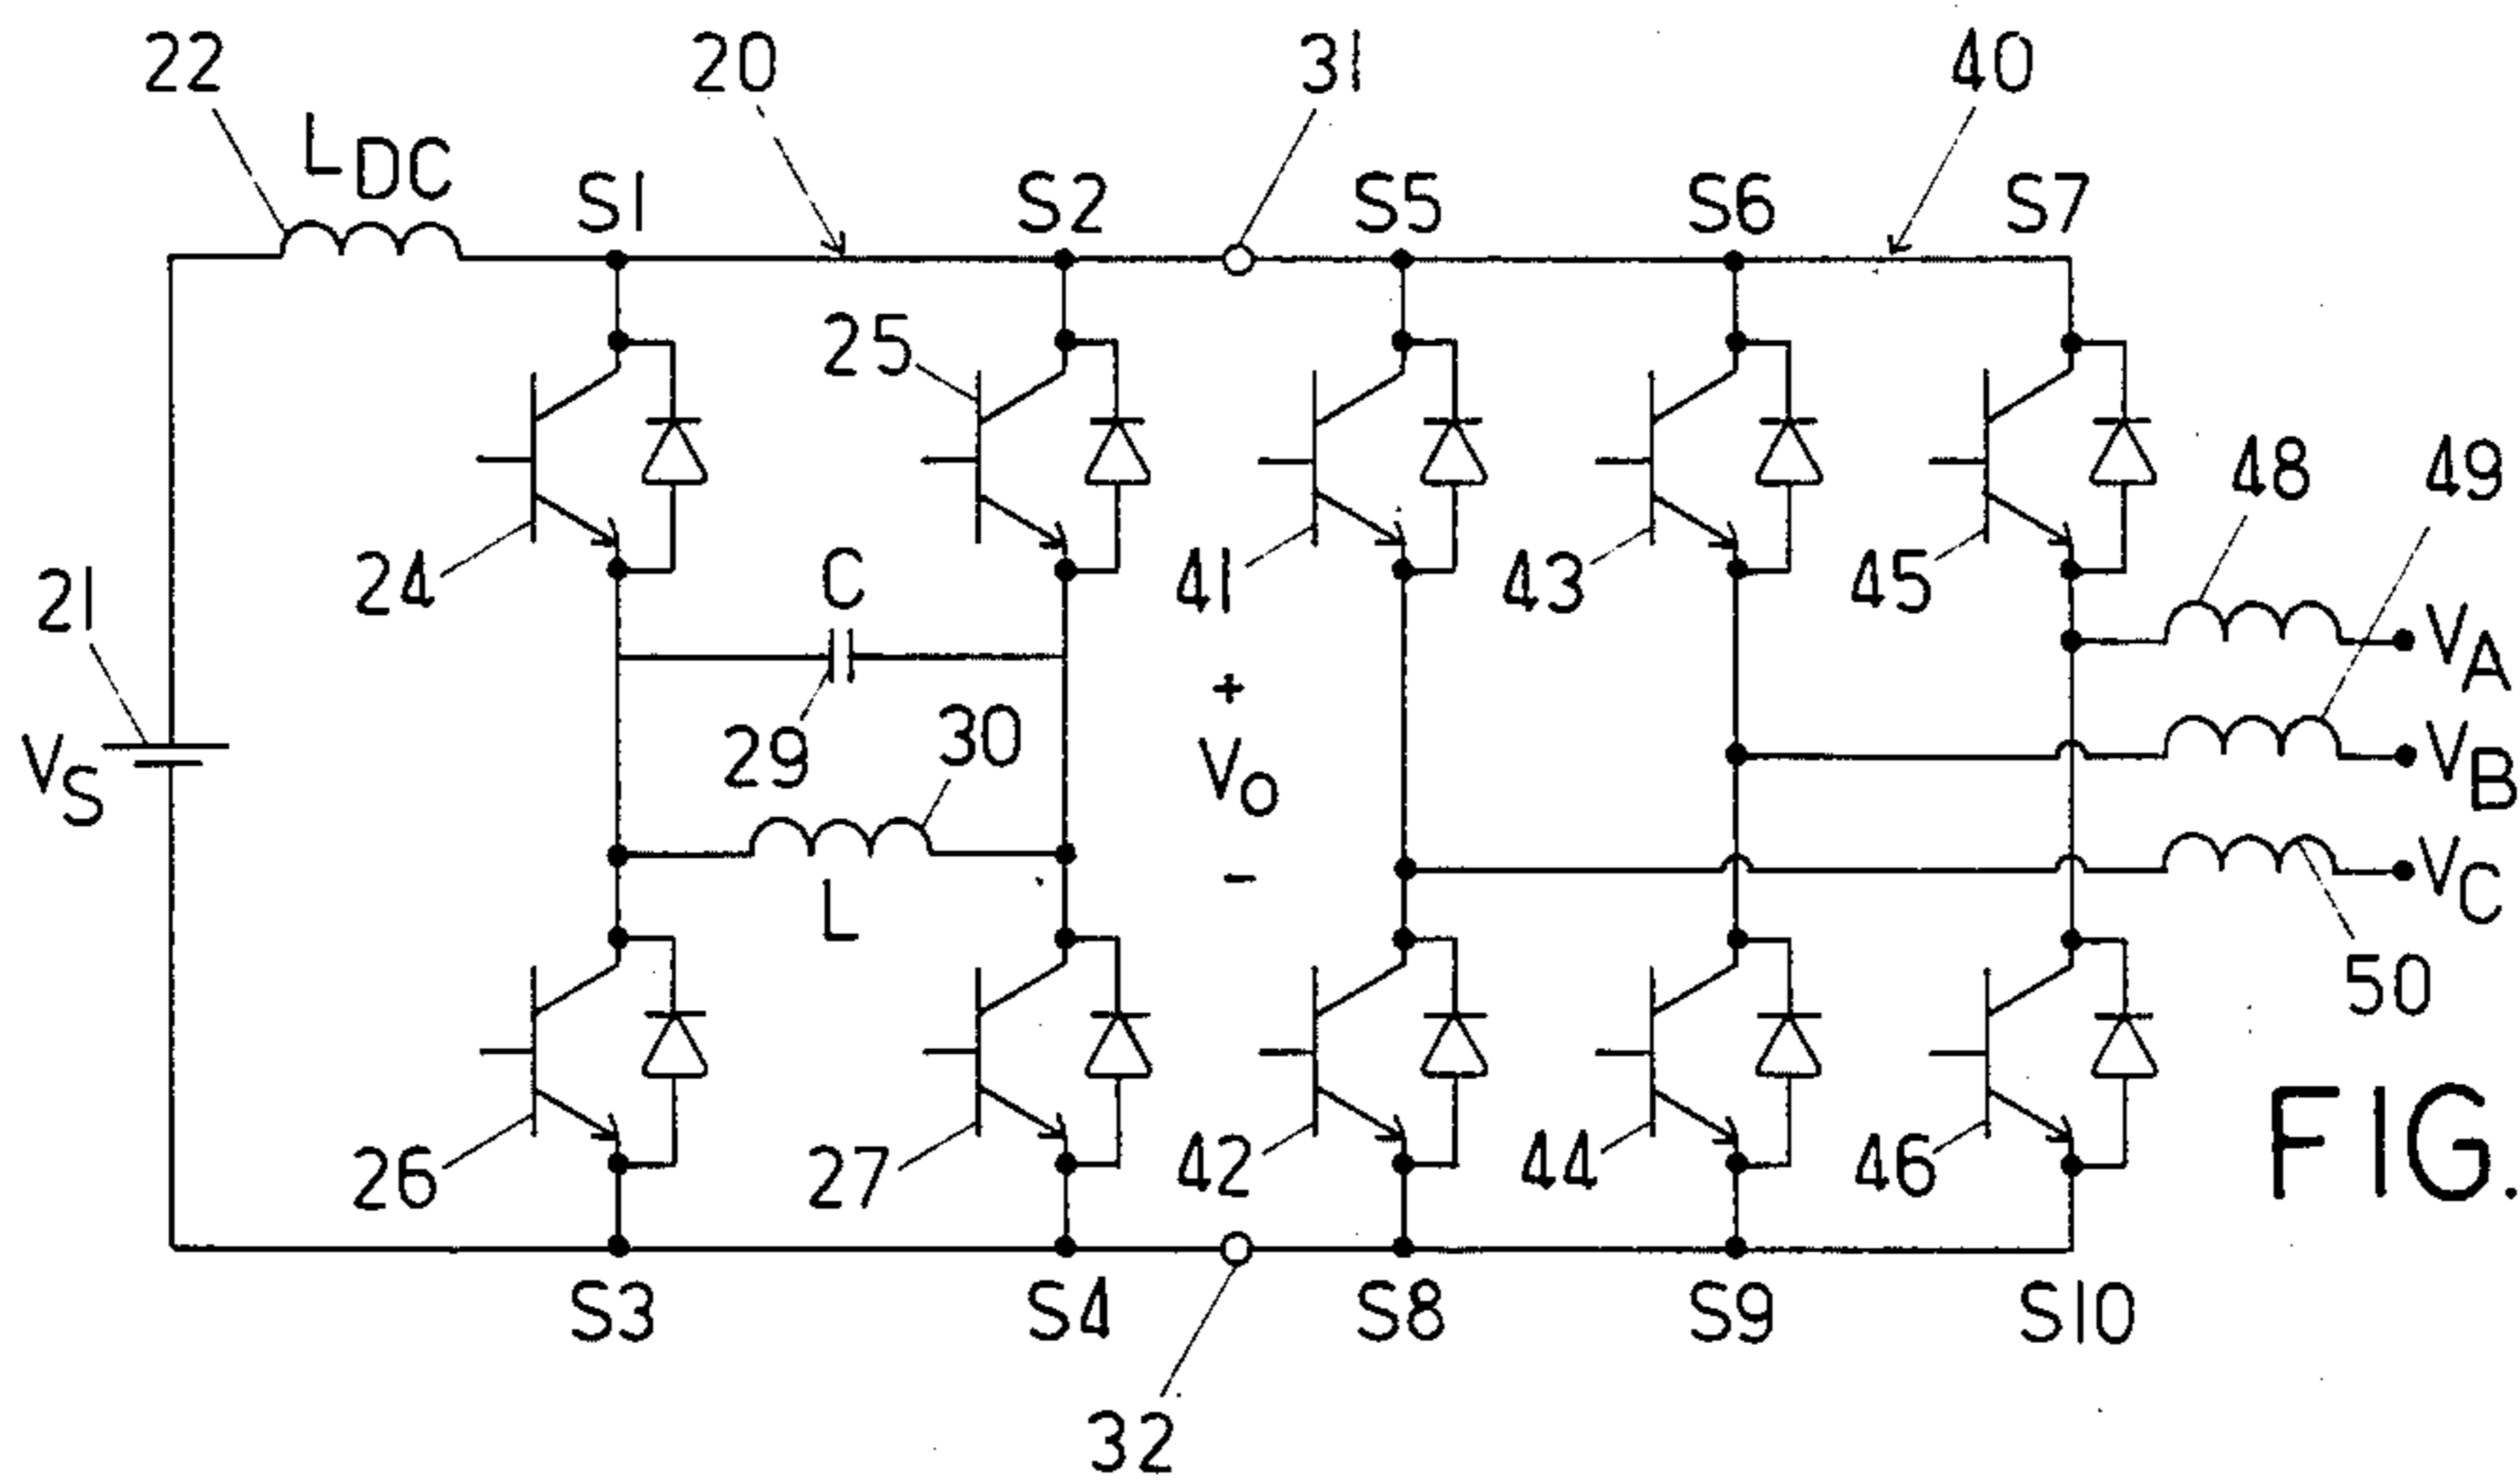 22 20 31 40
LDC S1 S2 S5 S6 S7
25 48 49
24 C 41 43 45
21 VA
+
VS 29 30 VO VB
-
L VC
50
26 27 42 44 46 FIG.
S3 S4 S8 S9 S10
32